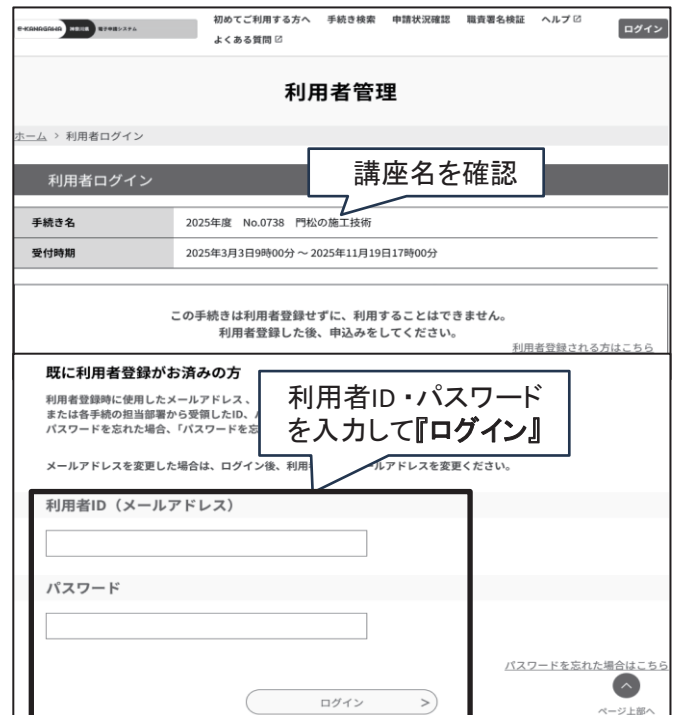 e-KANAGAWA 神奈川県 電子申請システム
初めてご利用する方へ 手続き検索 申請状況確認 職責署名検証 ヘルプ
よくある質問
ログイン
利用者管理
ホーム > 利用者ログイン
利用者ログイン
講座名を確認
手続き名 2025年度 No.0738 門松の施工技術
受付時期 2025年3月3日9時00分 ～ 2025年11月19日17時00分
この手続きは利用者登録せずに、利用することはできません。
利用者登録した後、申込みをしてください。
利用者登録される方はこちら
既に利用者登録がお済みの方
利用者ID・パスワード
を入力して『ログイン』
利用者登録時に使用したメールアドレス、
または各手続の担当部署から受領したID、
パスワードを忘れた場合、「パスワードを忘
メールアドレスを変更した場合は、ログイン後、利用 ルアドレスを変更ください。
利用者ID（メールアドレス）
パスワード
パスワードを忘れた場合はこちら
ログイン >
ページ上部へ